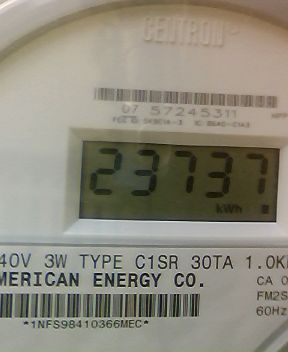 CENTRON
07 57245311
23737
kWh
40V 3W TYPE C1SR 30TA 1.0K
MERICAN ENERGY CO.
CA 0
FM2S
60Hz
*1NFS98410366MEC*